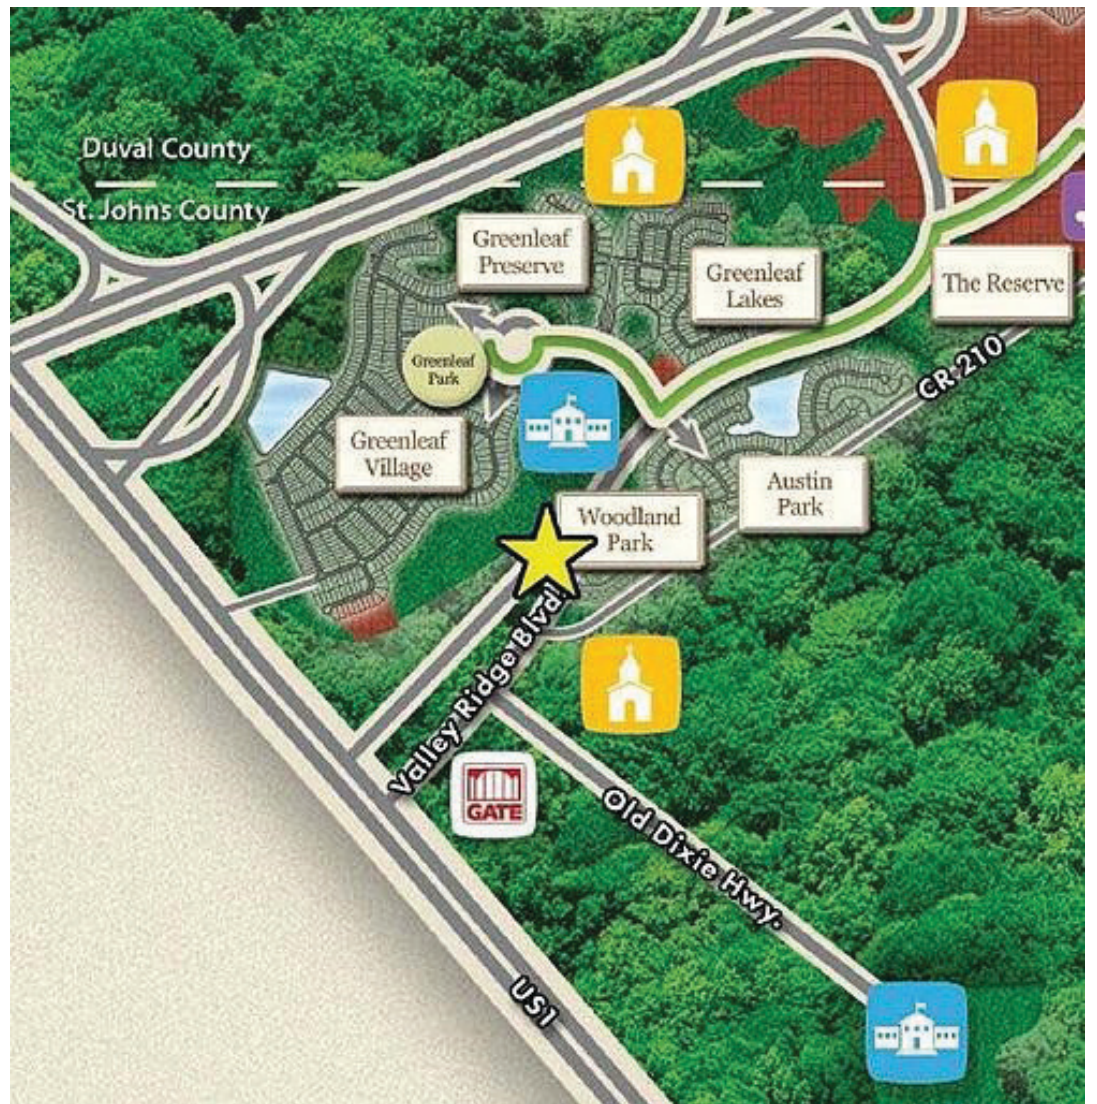 Duval County
St. Johns County
Greenleaf
Preserve
Greenleaf
Lakes
The Reserve
Greenleaf
Park
CR 210
Greenleaf
Village
Austin
Park
Woodland
Park
Valley Ridge Blvd.
GATE
Old Dixie Hwy.
US1